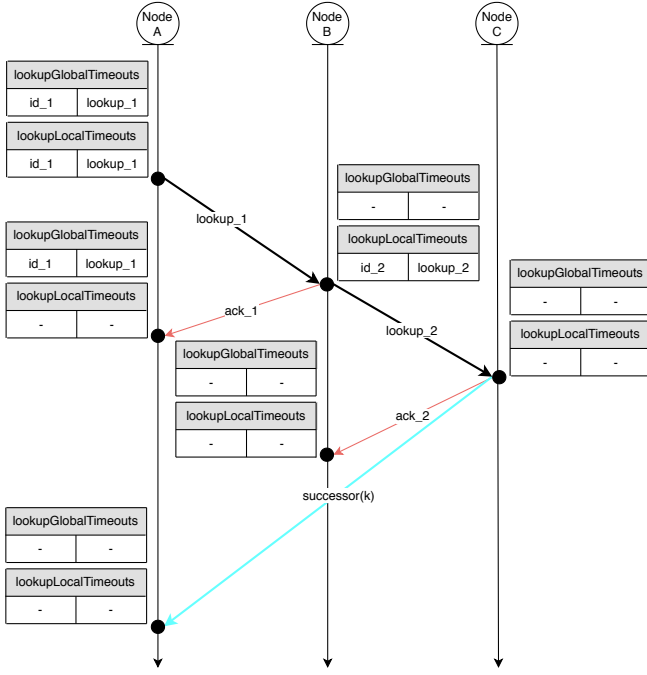 Node
A
Node
B
Node
C
lookupGlobalTimeouts
id_1 lookup_1
lookupLocalTimeouts
id_1 lookup_1
lookup_1
lookupGlobalTimeouts
- -
lookupLocalTimeouts
id_2 lookup_2
lookupGlobalTimeouts
id_1 lookup_1
lookupLocalTimeouts
- -
ack_1
lookup_2
lookupGlobalTimeouts
- -
lookupLocalTimeouts
- -
lookupGlobalTimeouts
- -
lookupLocalTimeouts
- -
ack_2
successor(k)
lookupGlobalTimeouts
- -
lookupLocalTimeouts
- -